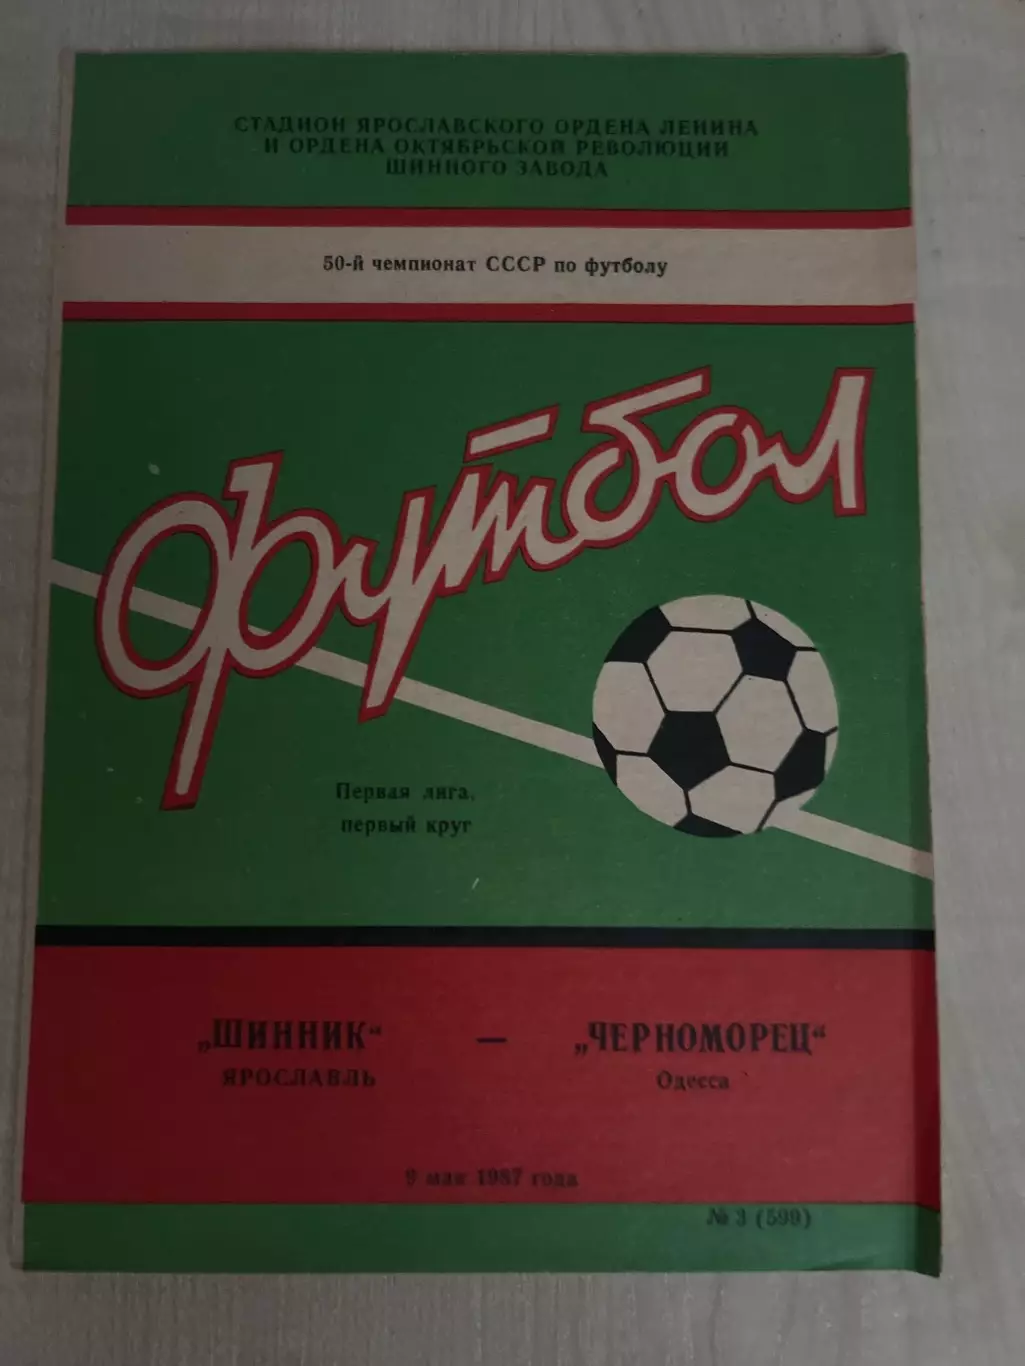 СТАДИОН ЯРОСЛАВСКОГО ОРДЕНА ЛЕНИНА
И ОРДЕНА ОКТЯБРЬСКОЙ РЕВОЛЮЦИИ
ШИННОГО ЗАВОДА
50-й чемпионат СССР по футболу
Футбол
Первая лига,
первый круг
„ШИННИК“ — „ЧЕРНОМОРЕЦ“
ЯРОСЛАВЛЬ Одесса
9 мая 1987 года
№ 3 (599)